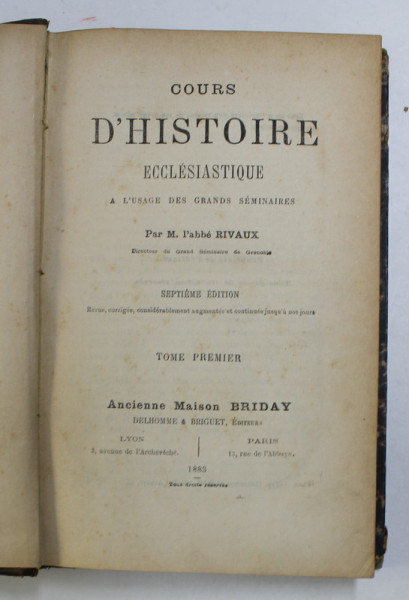 COURS
D'HISTOIRE
ECCLÉSIASTIQUE
A L'USAGE DES GRANDS SÉMINAIRES
Par M. l'abbé RIVAUX
Directeur du Grand Séminaire de Grenoble
SEPTIÈME ÉDITION
Revue, corrigée, considérablement augmentée et continuée jusqu'à nos jours
TOME PREMIER
Ancienne Maison BRIDAY
DELHOMME & BRIGUET, ÉDITEURS
LYON
3, avenue de l'Archevêché.
PARIS
13, rue de l'Abbaye.
1883
Tous droits réservés